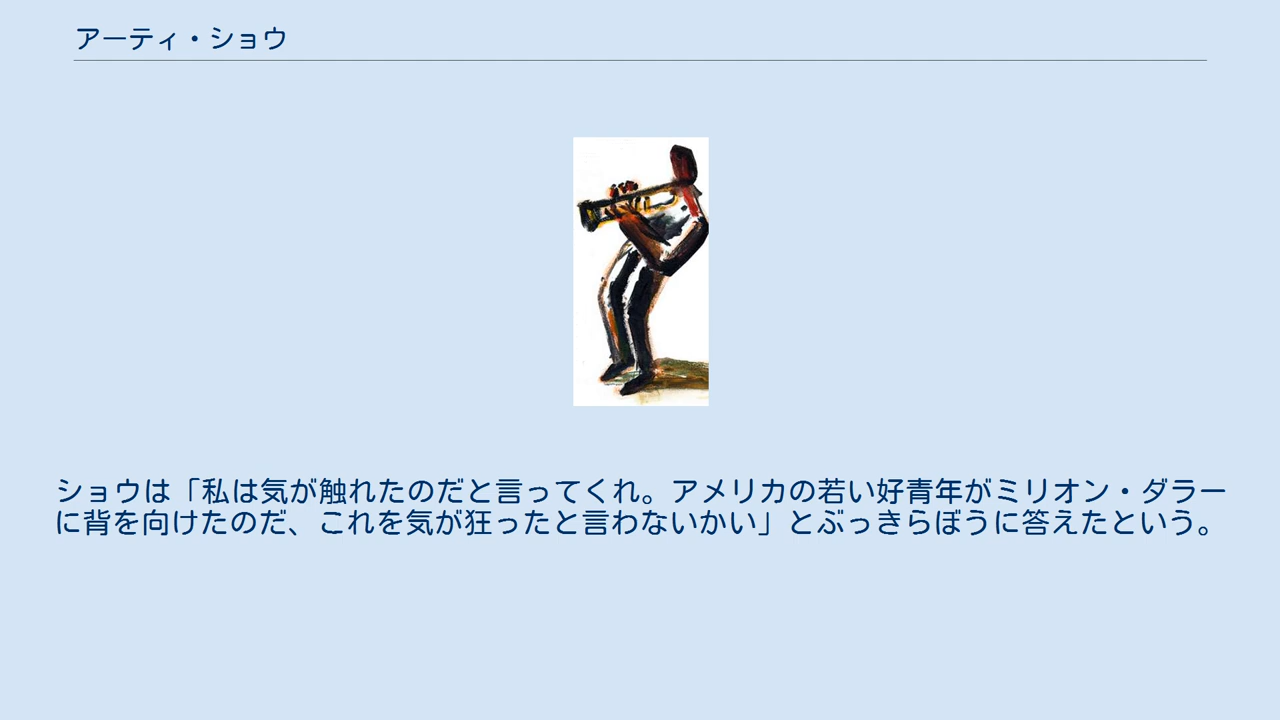 アーティ・ショウ
ショウは「私は気が触れたのだと言ってくれ。アメリカの若い好青年がミリオン・ダラー
に背を向けたのだ、これを気が狂ったと言わないかい」とぶっきらぼうに答えたという。